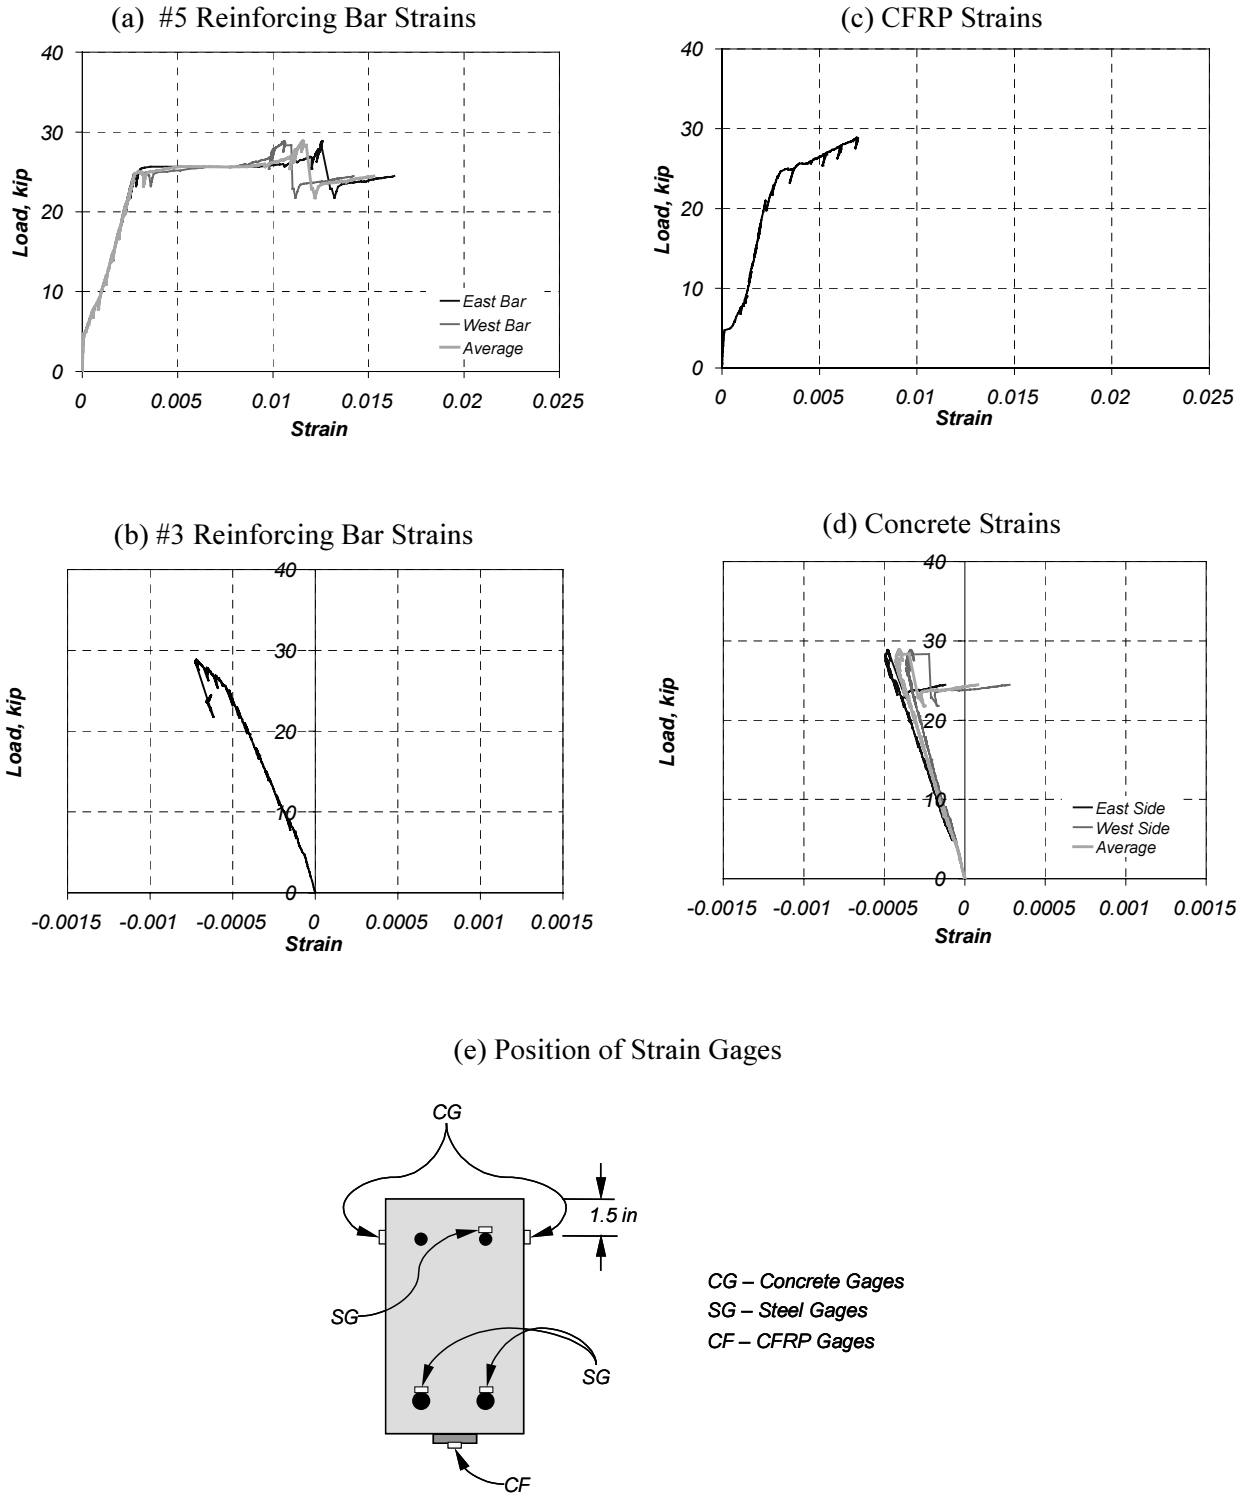 (a) #5 Reinforcing Bar Strains
40
30
20
10
0
Load, kip
East Bar
West Bar
Average
0 0.005 0.01 0.015 0.02 0.025
Strain
(c) CFRP Strains
40
30
20
10
0
Load, kip
0 0.005 0.01 0.015 0.02 0.025
Strain
(b) #3 Reinforcing Bar Strains
40
30
20
10
0
Load, kip
-0.0015 -0.001 -0.0005 0 0.0005 0.001 0.0015
Strain
(d) Concrete Strains
40
30
20
10
0
Load, kip
East Side
West Side
Average
-0.0015 -0.001 -0.0005 0 0.0005 0.001 0.0015
Strain
(e) Position of Strain Gages
CG
1.5 in
SG
SG
CF
CG – Concrete Gages
SG – Steel Gages
CF – CFRP Gages